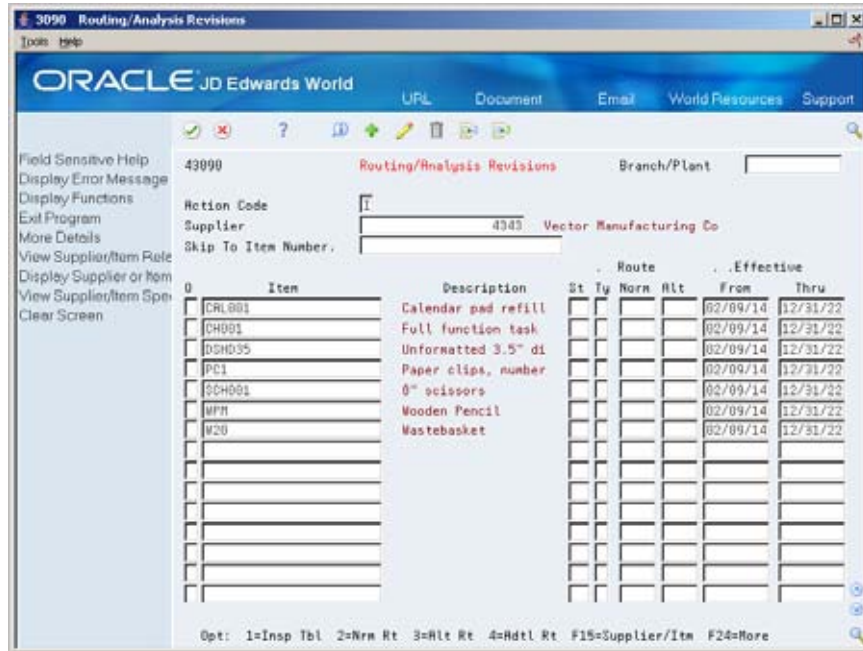 3090 Routing/Analysis Revisions
Tools Help
ORACLE JD Edwards World
URL Document Email World Resources Support
Field Sensitive Help
Display Error Message
Display Functions
Exit Program
More Details
View Supplier/Item Rele
Display Supplier or Item
View Supplier/Item Spe
Clear Screen
43090 Routing/Analysis Revisions Branch/Plant
Action Code I
Supplier 4343 Vector Manufacturing Co
Skip To Item Number.
. Route . .Effective
O Item Description St Ty Norm Alt From Thru
CAL001 Calendar pad refill 02/09/14 12/31/22
CH001 Full function task 02/09/14 12/31/22
DSHD35 Unformatted 3.5" di 02/09/14 12/31/22
PC1 Paper clips, number 02/09/14 12/31/22
SCH001 8" scissors 02/09/14 12/31/22
WPM Wooden Pencil 02/09/14 12/31/22
W20 Wastebasket 02/09/14 12/31/22
Opt: 1=Insp Tbl 2=Nrm Rt 3=Alt Rt 4=Adtl Rt F15=Supplier/Itm F24=More